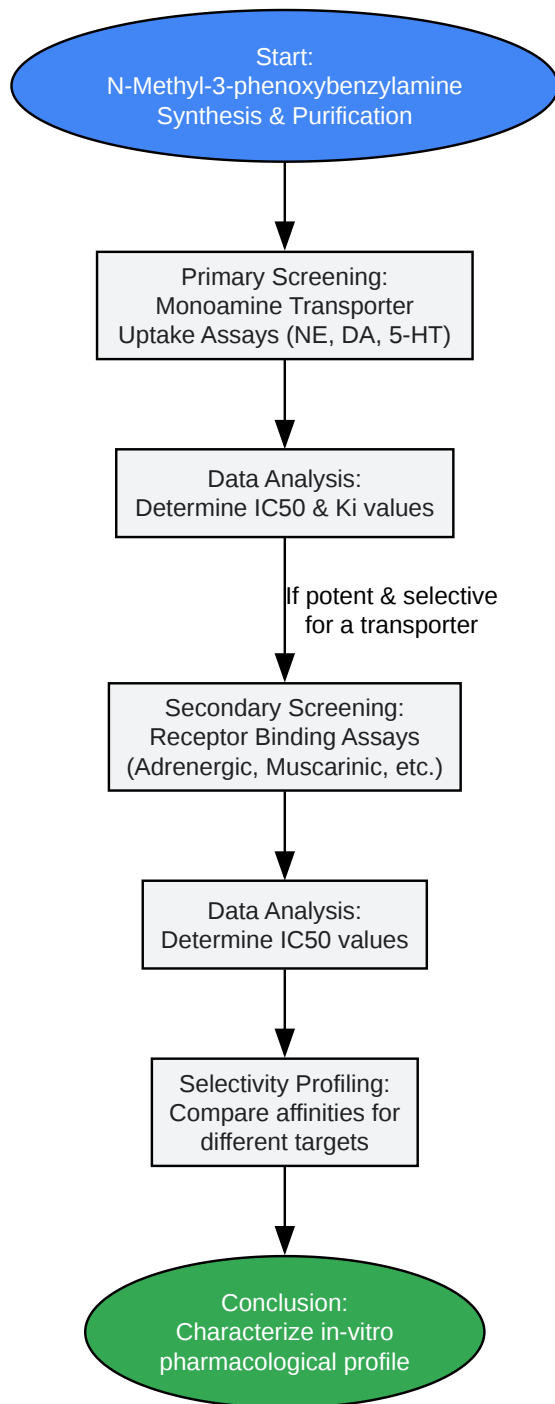 Start:
N-Methyl-3-phenoxybenzylamine
Synthesis & Purification
Primary Screening:
Monoamine Transporter
Uptake Assays (NE, DA, 5-HT)
Data Analysis:
Determine IC50 & Ki values
If potent & selective
for a transporter
Secondary Screening:
Receptor Binding Assays
(Adrenergic, Muscarinic, etc.)
Data Analysis:
Determine IC50 values
Selectivity Profiling:
Compare affinities for
different targets
Conclusion:
Characterize in-vitro
pharmacological profile